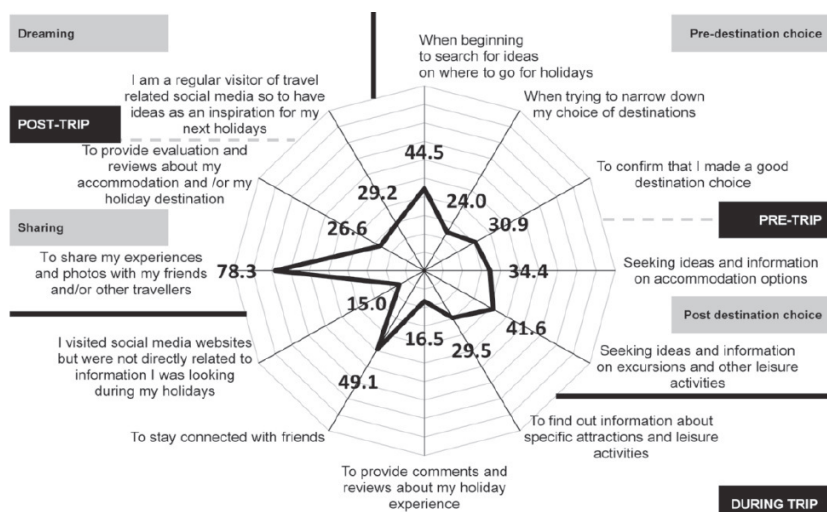 Dreaming
Pre-destination choice
When beginning
to search for ideas
on where to go for holidays
I am a regular visitor of travel
related social media so to have
ideas as an inspiration for my
next holidays
When trying to narrow down
my choice of destinations
POST-TRIP
To provide evaluation and
reviews about my
accommodation and /or my
holiday destination
To confirm that I made a good
destination choice
44.5
24.0
29.2
30.9
26.6
PRE-TRIP
Sharing
To share my experiences
and photos with my friends
and/or other travellers
78.3
34.4
Seeking ideas and information
on accommodation options
15.0
41.6
Post destination choice
16.5
29.5
49.1
I visited social media websites
but were not directly related to
information I was looking
during my holidays
Seeking ideas and information
on excursions and other leisure
activities
To stay connected with friends
To find out information about
specific attractions and leisure
activities
To provide comments and
reviews about my holiday
experience
DURING TRIP